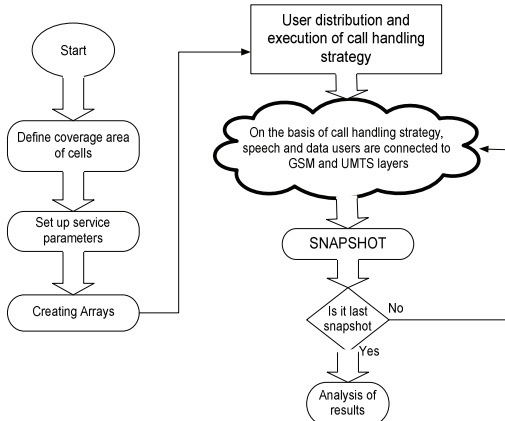 Start
Define coverage area
of cells
Set up service
parameters
Creating Arrays
User distribution and
execution of call handling
strategy
On the basis of call handling strategy,
speech and data users are connected to
GSM and UMTS layers
SNAPSHOT
Is it last
snapshot
No
Yes
Analysis of
results